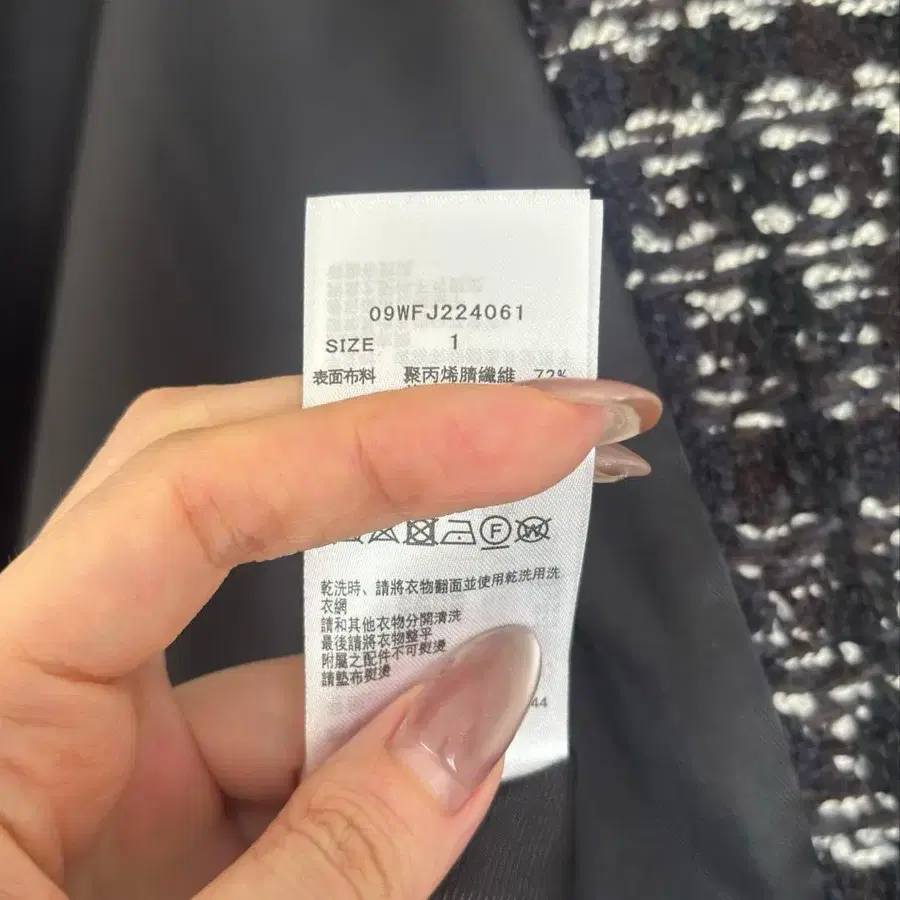 09WFJ224061
SIZE 1
表面布料 聚丙烯腈纖維 72%
F W
乾洗時、請將衣物翻面並使用乾洗用洗
衣網
請和其他衣物分開清洗
最後請將衣物整平
附屬之配件不可熨燙
請墊布熨燙
44